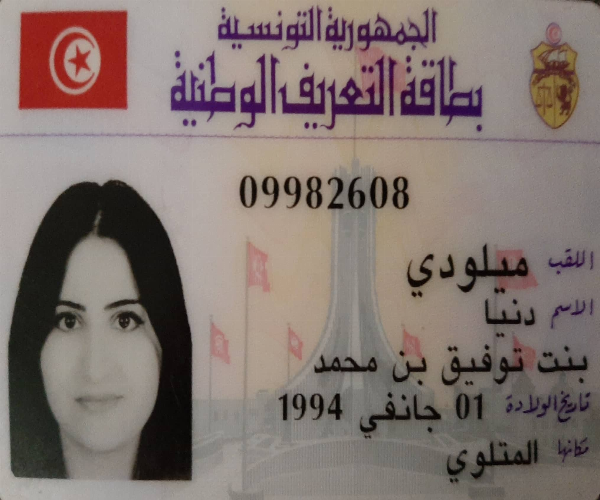 الجمهورية التونسية
بطاقة التعريف الوطنية
09982608
اللقب ميلودي
الاسم دنيا
بنت توفيق بن محمد
تاريخ الولادة 01 جانفي 1994
مكانها المتلوي